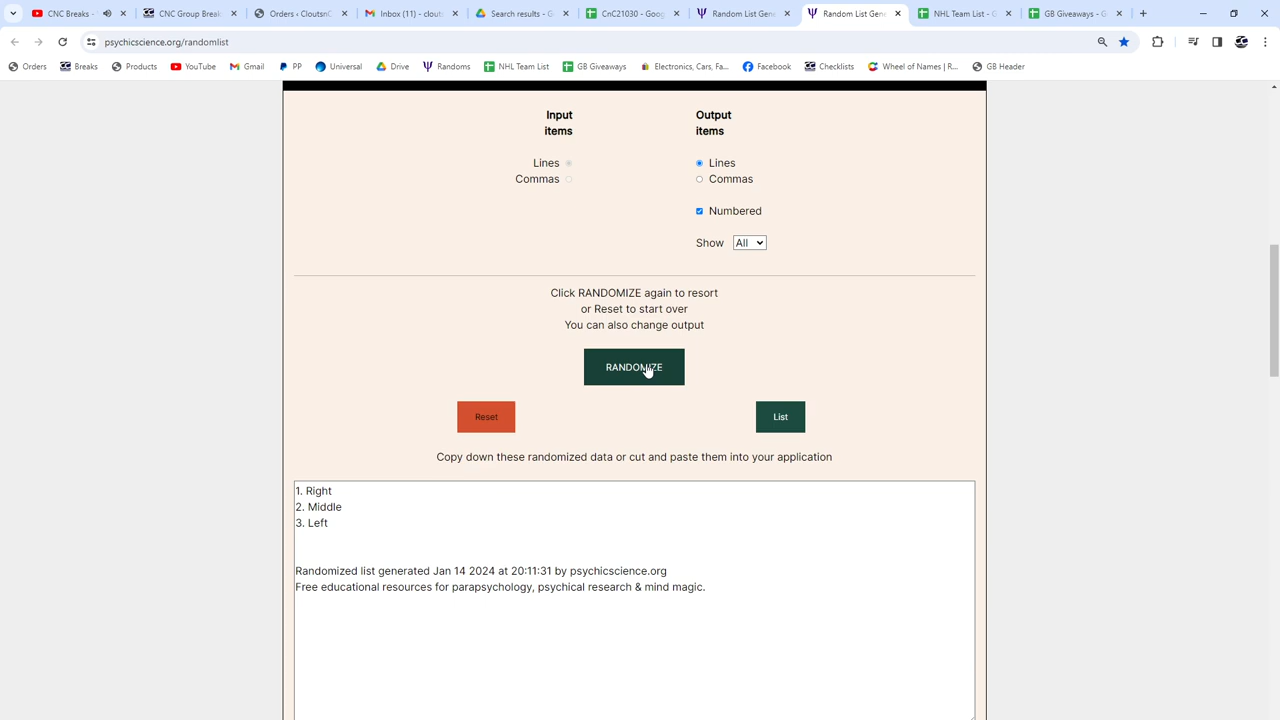 CNC Breaks -
CNC Group Break
Orders - CloutsnC
Inbox (11) - clout
Search results - G
CnC21030 - Goog
Random List Gene
Random List Gene
NHL Team List - G
GB Giveaways - G
psychicscience.org/randomlist
Orders
Breaks
Products
YouTube
Gmail
PP
Universal
Drive
Randoms
NHL Team List
GB Giveaways
Electronics, Cars, Fa...
Facebook
Checklists
Wheel of Names | R...
GB Header
Input
items
Output
items
Lines
Commas
Lines
Commas
Numbered
Show All
Click RANDOMIZE again to resort
or Reset to start over
You can also change output
RANDOMIZE
Reset
List
Copy down these randomized data or cut and paste them into your application
1. Right
2. Middle
3. Left
Randomized list generated Jan 14 2024 at 20:11:31 by psychicscience.org
Free educational resources for parapsychology, psychical research & mind magic.